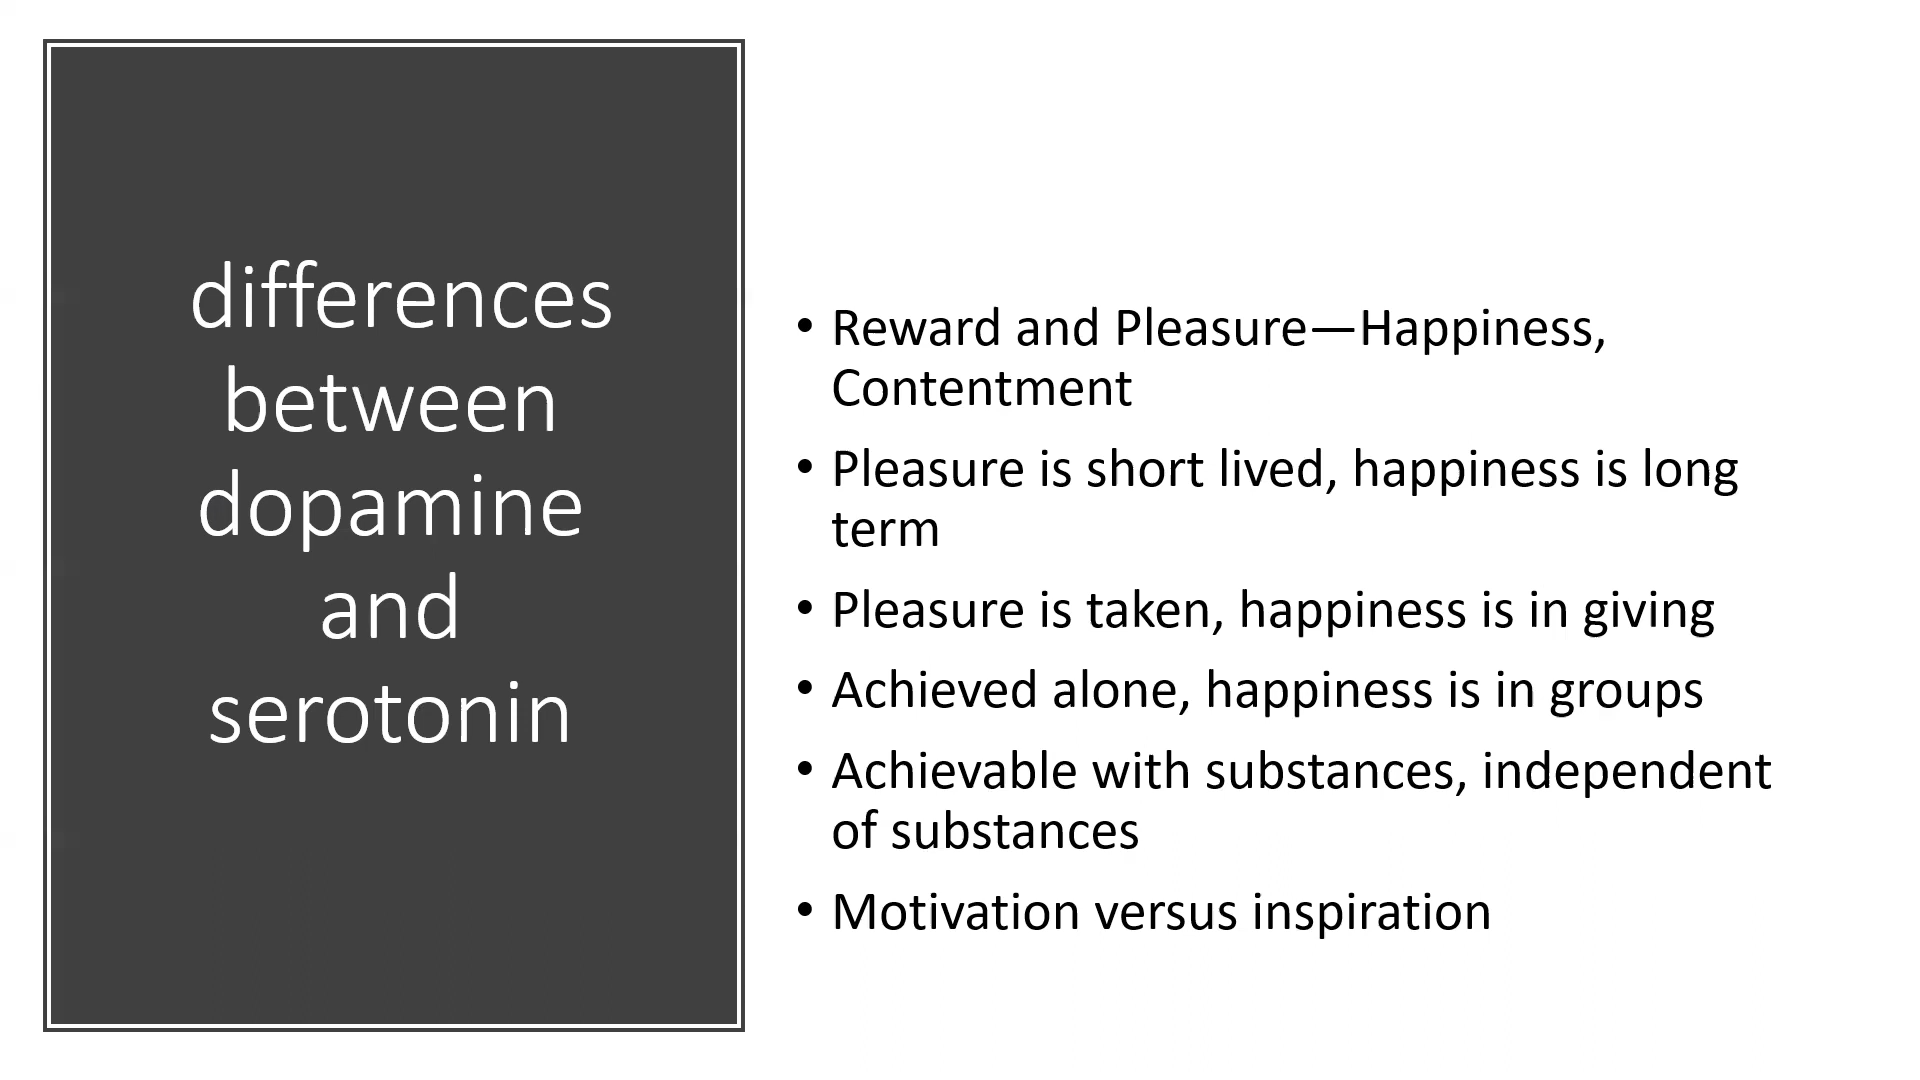 differences
between
dopamine
and
serotonin
• Reward and Pleasure—Happiness,
Contentment
• Pleasure is short lived, happiness is long
term
• Pleasure is taken, happiness is in giving
• Achieved alone, happiness is in groups
• Achievable with substances, independent
of substances
• Motivation versus inspiration